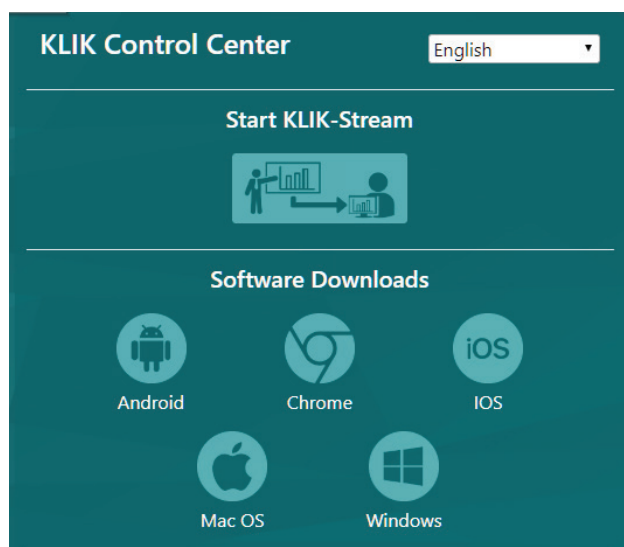 KLIK Control Center
English
Start KLIK-Stream
Software Downloads
iOS
Android Chrome IOS
Mac OS Windows